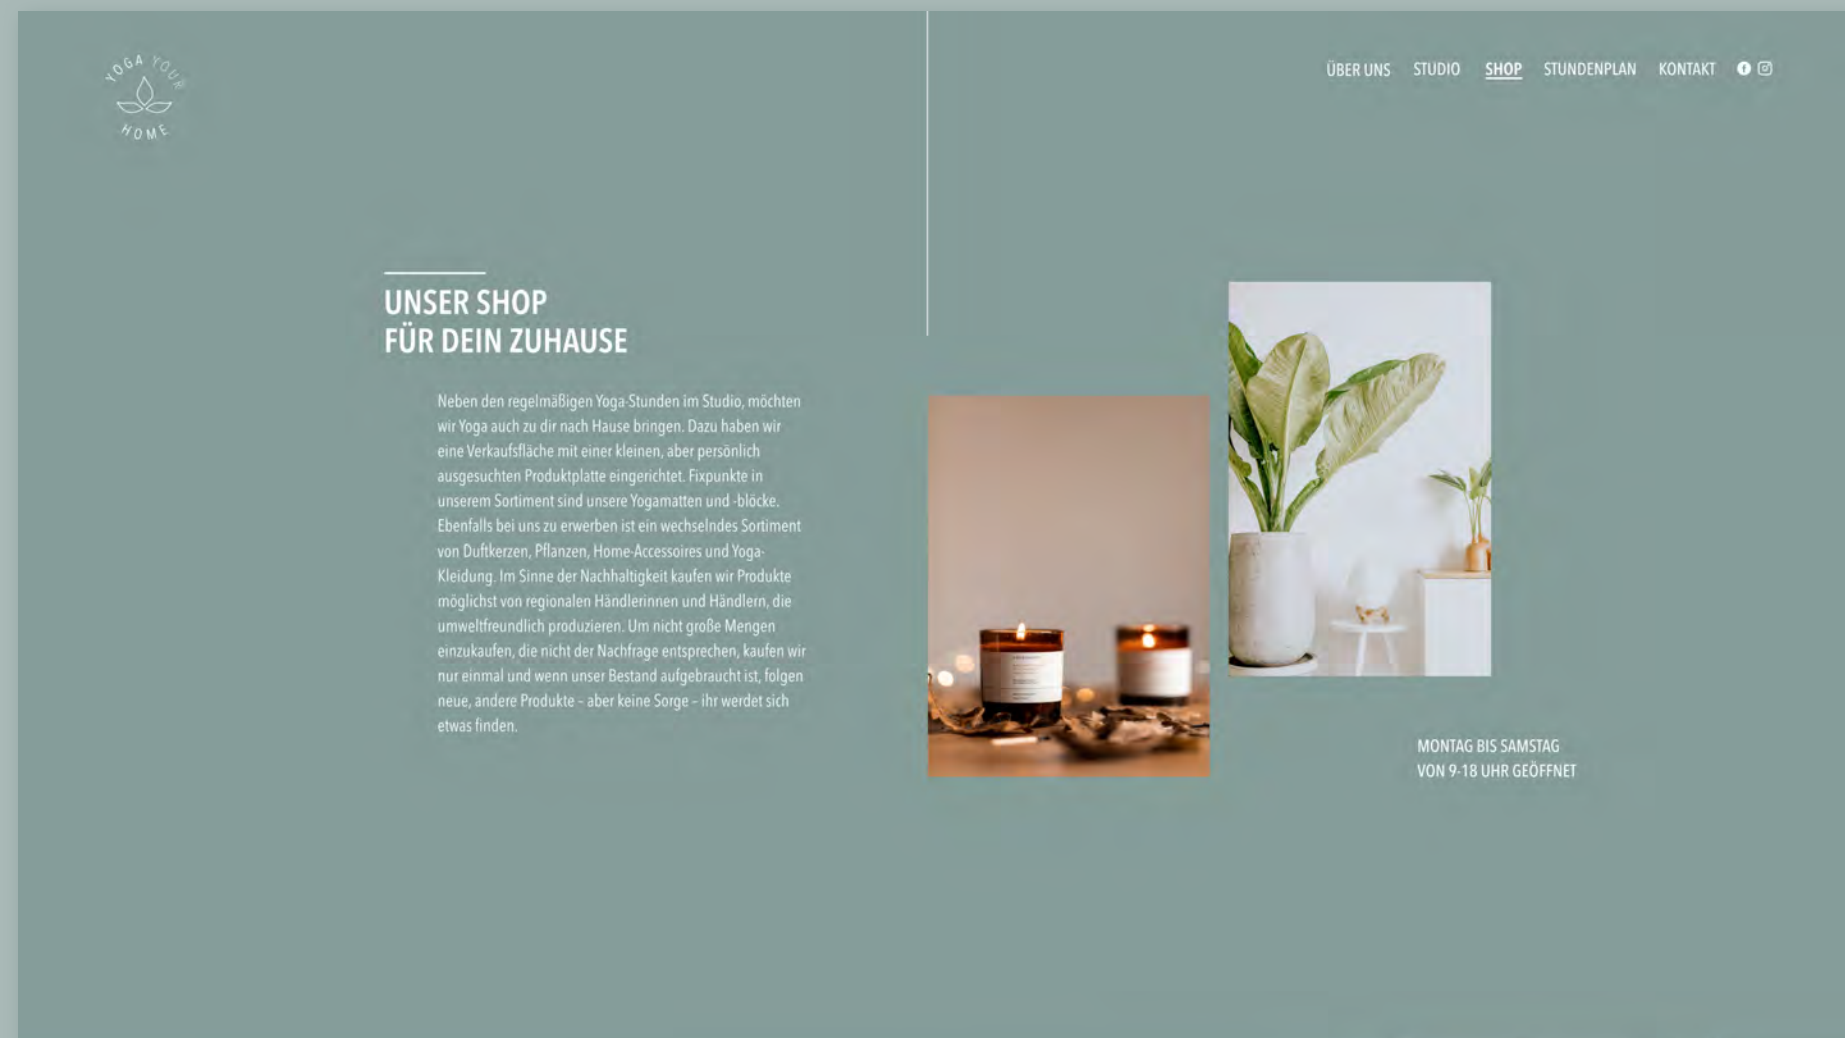 YOGA YOUR
HOME
ÜBER UNS STUDIO SHOP STUNDENPLAN KONTAKT
UNSER SHOP
FÜR DEIN ZUHAUSE
Neben den regelmäßigen Yoga-Stunden im Studio, möchten
wir Yoga auch zu dir nach Hause bringen. Dazu haben wir
eine Verkaufsfläche mit einer kleinen, aber persönlich
ausgesuchten Produktplatte eingerichtet. Fixpunkte in
unserem Sortiment sind unsere Yogamatten und -blöcke.
Ebenfalls bei uns zu erwerben ist ein wechselndes Sortiment
von Duftkerzen, Pflanzen, Home-Accessoires und Yoga-
Kleidung. Im Sinne der Nachhaltigkeit kaufen wir Produkte
möglichst von regionalen Händlerinnen und Händlern, die
umweltfreundlich produzieren. Um nicht große Mengen
einzukaufen, die nicht der Nachfrage entsprechen, kaufen wir
nur einmal und wenn unser Bestand aufgebraucht ist, folgen
neue, andere Produkte – aber keine Sorge – ihr werdet sich
etwas finden.
MONTAG BIS SAMSTAG
VON 9-18 UHR GEÖFFNET